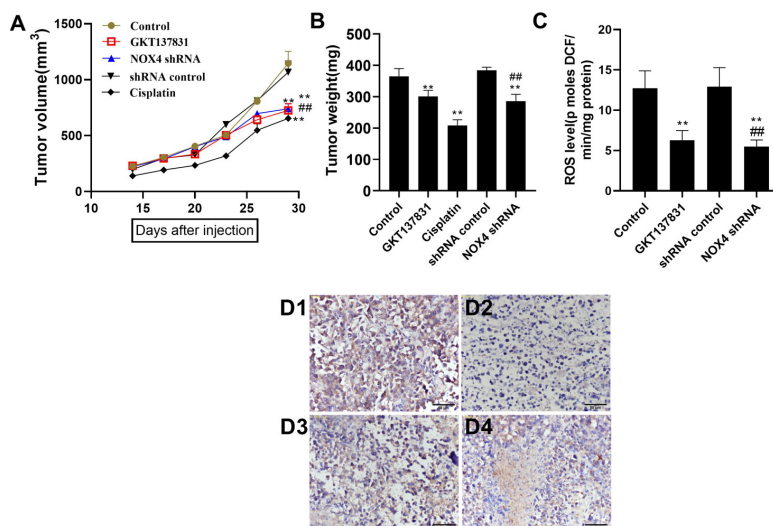 A
Tumor volume(mm³)
1500
1000
500
0
10
15
20
25
30
Days after injection
Control
GKT137831
NOX4 shRNA
shRNA control
Cisplatin
**
** ##
**
B
Tumor weight(mg)
500
400
300
200
100
0
**
**
##
**
Control
GKT137831
Cisplatin
shRNA control
NOX4 shRNA
C
ROS level(p moles DCF/
min/mg protein)
20
15
10
5
0
**
**
##
Control
GKT137831
shRNA control
NOX4 shRNA
D1
D2
D3
D4